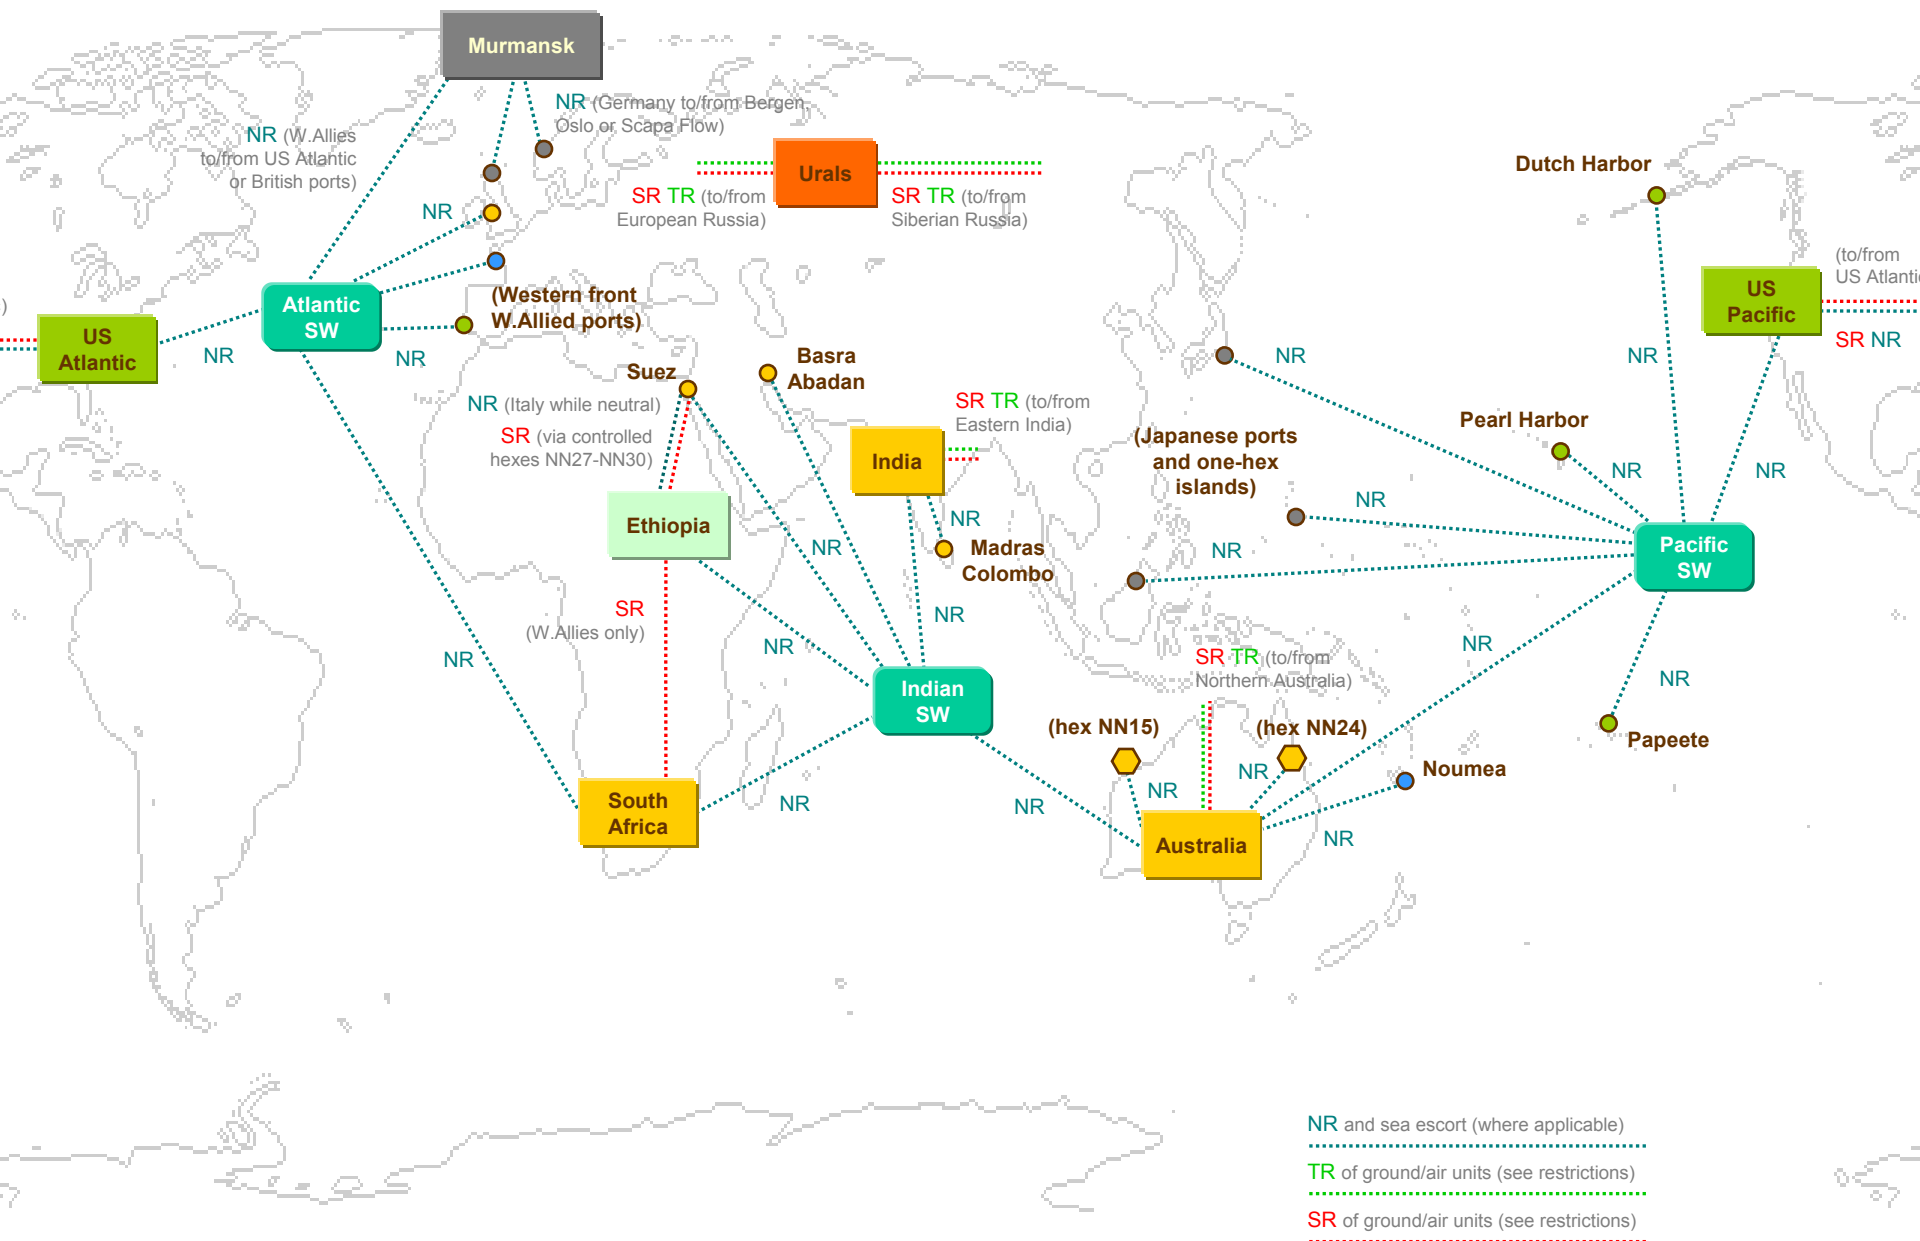 Murmansk
NR (Germany to/from Bergen,
Oslo or Scapa Flow)
NR (W.Allies
to/from US Atlantic
or British ports)
Urals
SR TR (to/from
European Russia)
SR TR (to/from
Siberian Russia)
Dutch Harbor
NR
(to/from
US Atlantic
)
US
Atlantic
NR
Atlantic
SW
NR
(Western front
W.Allied ports)
US
Pacific
SR NR
NR
NR
Suez
Basra
Abadan
NR (Italy while neutral)
SR (via controlled
hexes NN27-NN30)
SR TR (to/from
Eastern India)
India
(Japanese ports
and one-hex
islands)
Pearl Harbor
NR
NR
NR
NR
Ethiopia
NR
NR
Madras
Colombo
NR
Pacific
SW
SR
(W.Allies only)
NR
NR
NR
NR
SR TR (to/from
Northern Australia)
NR
Indian
SW
(hex NN15)
(hex NN24)
Papeete
Noumea
NR
NR
South
Africa
NR
NR
Australia
NR
NR and sea escort (where applicable)
TR of ground/air units (see restrictions)
SR of ground/air units (see restrictions)